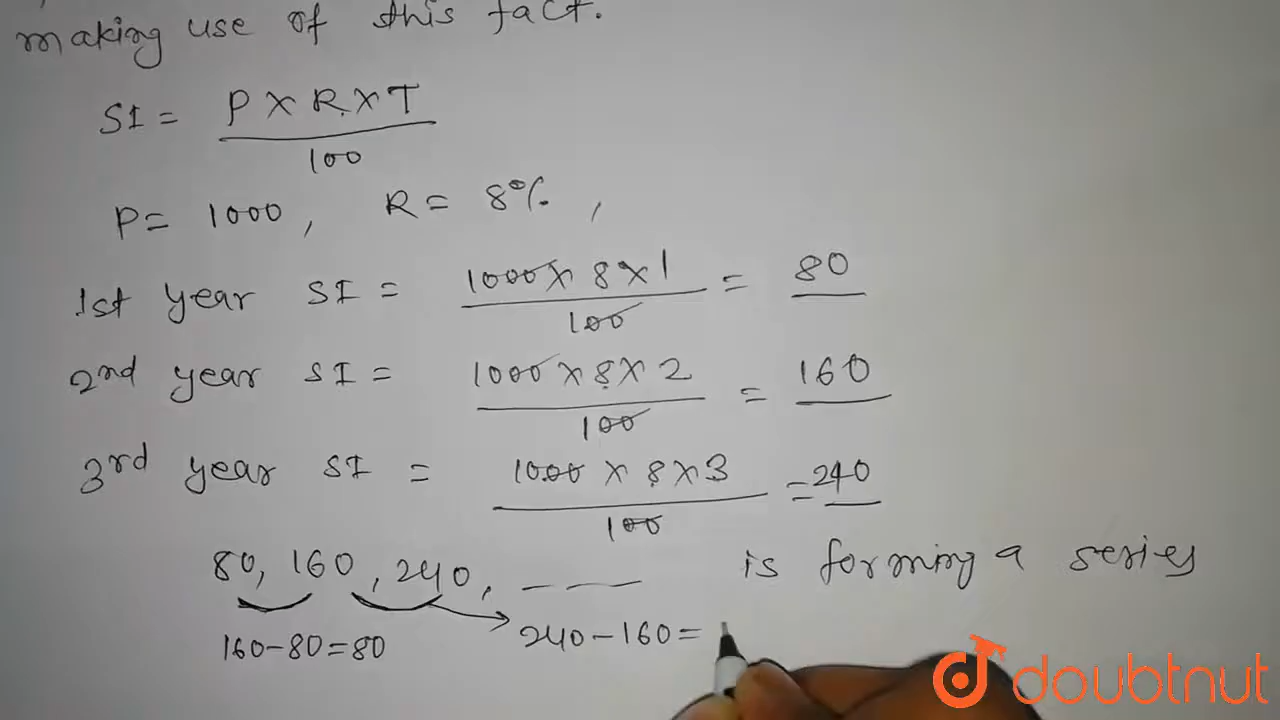 making use of this fact.
SI = P X R X T / 100
P = 1000, R = 8%,
1st year SI = 1000 x 8 x 1 / 100 = 80
2nd year SI = 1000 x 8 x 2 / 100 = 160
3rd year SI = 1000 x 8 x 3 / 100 = 240
80, 160, 240, _ _ _ is forming a series
160-80=80 240-160=
doubtnut